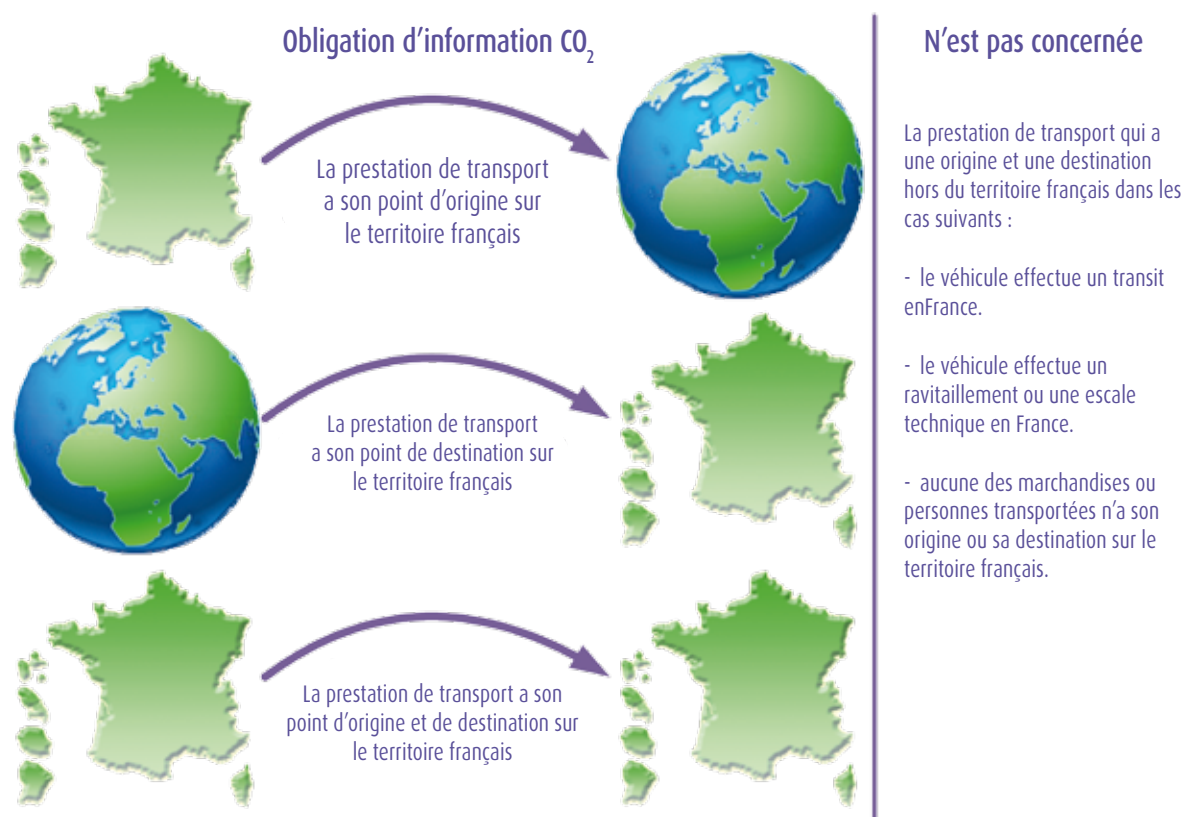 Obligation d'information CO₂
La prestation de transport
a son point d'origine sur
le territoire français
La prestation de transport
a son point de destination sur
le territoire français
La prestation de transport a son
point d'origine et de destination sur
le territoire français
N'est pas concernée
La prestation de transport qui a
une origine et une destination
hors du territoire français dans les
cas suivants :
- le véhicule effectue un transit
enFrance.
- le véhicule effectue un
ravitaillement ou une escale
technique en France.
- aucune des marchandises ou
personnes transportées n'a son
origine ou sa destination sur le
territoire français.